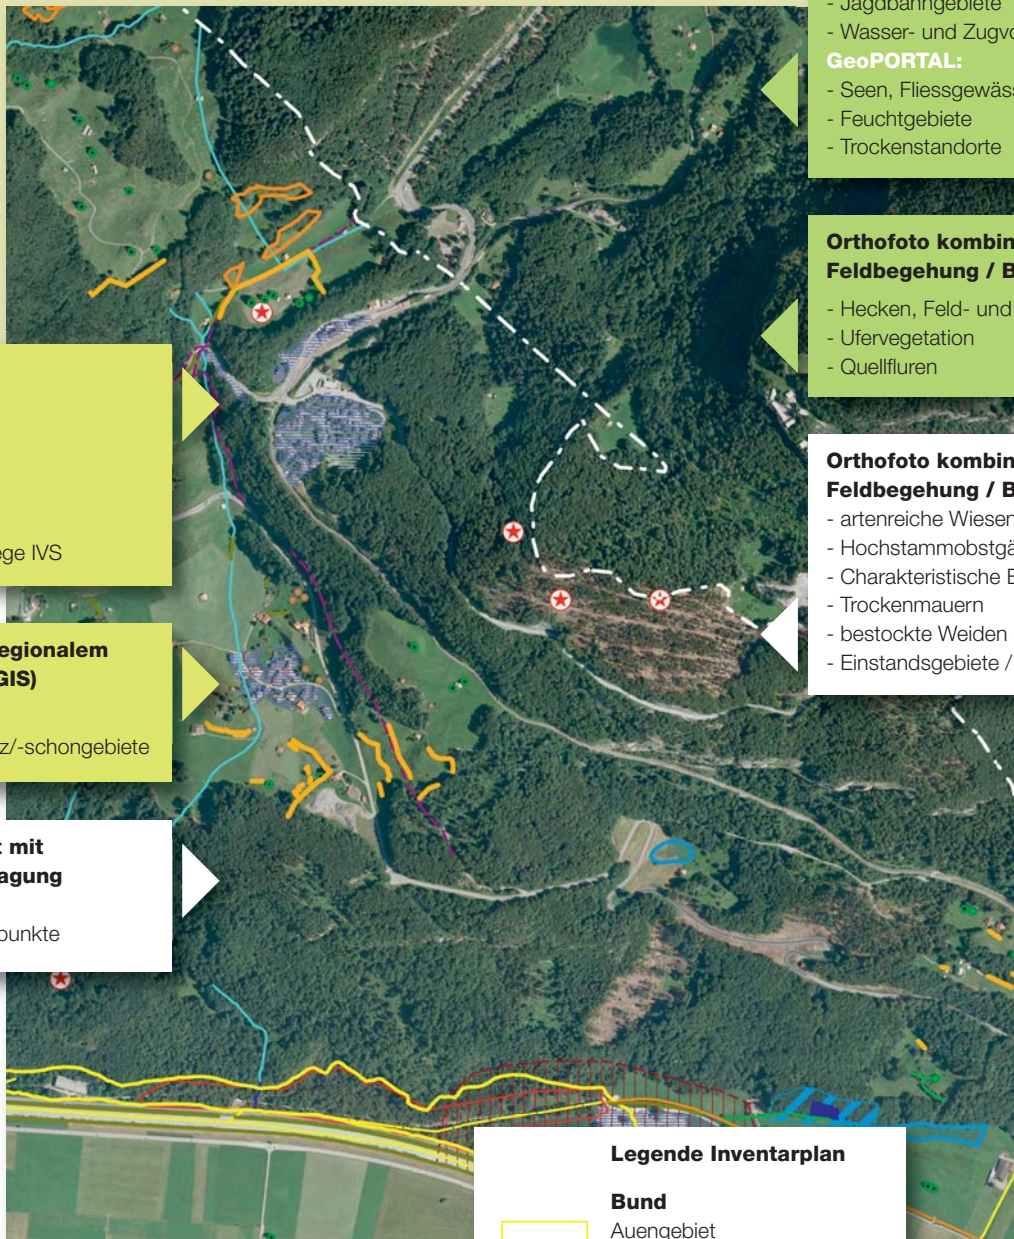 - Jagdbanngebiete
- Wasser- und Zugvo
GeoPORTAL:
- Seen, Fliessgewäss
- Feuchtgebiete
- Trockenstandorte
Orthofoto kombin
Feldbegehung / B
- Hecken, Feld- und
- Ufervegetation
- Quellfluren
Orthofoto kombin
Feldbegehung / B
- artenreiche Wiesen
- Hochstammobstgä
- Charakteristische E
- Trockenmauern
- bestockte Weiden
- Einstandsgebiete /
ege IVS
egionalem
GIS)
z/-schongebiete
t mit
agung
punkte
Legende Inventarplan
Bund
Auengebiet